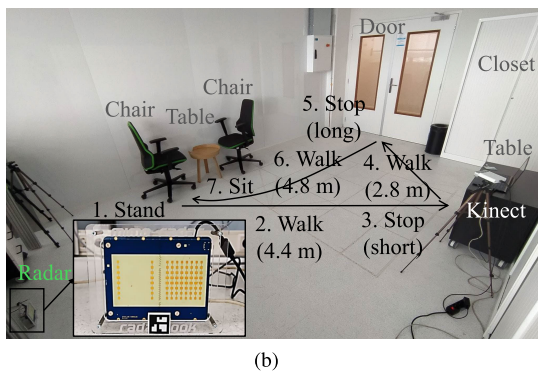 Door
Closet
Chair
Chair
Table
5. Stop
(long)
Table
6. Walk
(4.8 m)
4. Walk
(2.8 m)
7. Sit
1. Stand
Kinect
2. Walk
(4.4 m)
3. Stop
(short)
Radar
(b)